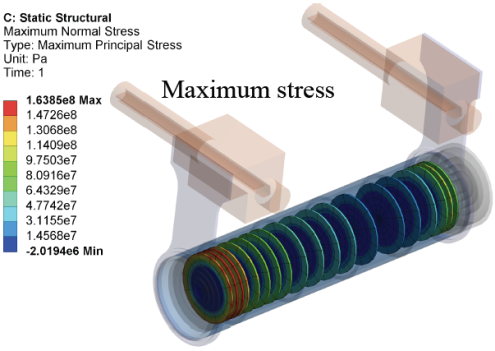 C: Static Structural
Maximum Normal Stress
Type: Maximum Principal Stress
Unit: Pa
Time: 1
Maximum stress
1.6385e8 Max
1.4726e8
1.3068e8
1.1409e8
9.7503e7
8.0916e7
6.4329e7
4.7742e7
3.1155e7
1.4568e7
-2.0194e6 Min